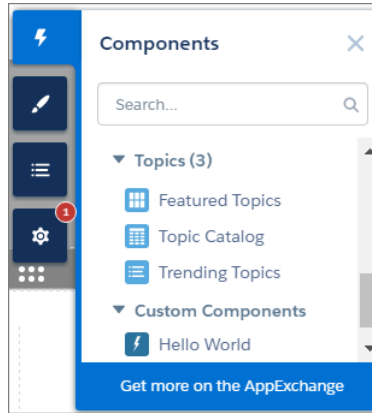 Components
Search...
Topics (3)
Featured Topics
Topic Catalog
1
Trending Topics
Custom Components
Hello World
Get more on the AppExchange